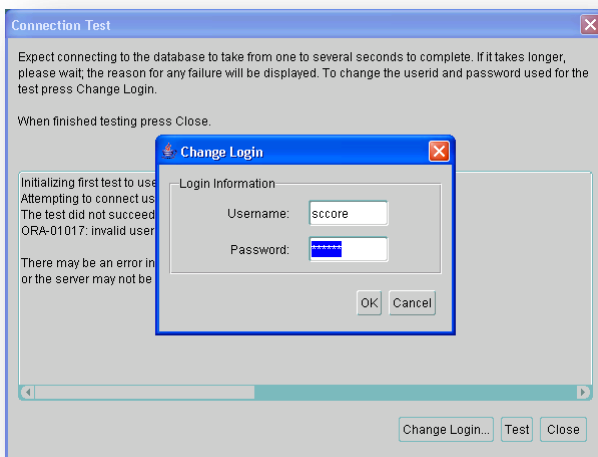 Connection Test
Expect connecting to the database to take from one to several seconds to complete. If it takes longer,
please wait; the reason for any failure will be displayed. To change the userid and password used for the
test press Change Login.
When finished testing press Close.
Change Login
Initializing first test to use
Attempting to connect us
The test did not succeed
ORA-01017: invalid user
There may be an error in
or the server may not be
Login Information
Username: sccore
Password: ******
OK Cancel
Change Login... Test Close